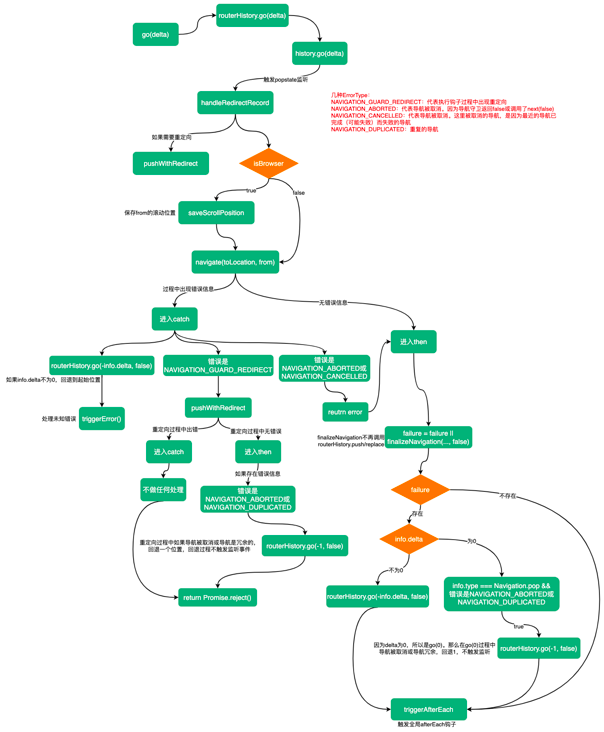 go(delta)
routerHistory.go(delta)
history.go(delta)
触发popstate监听
handleRedirectRecord
几种ErrorType:
NAVIGATION_GUARD_REDIRECT：代表执行钩子过程中出现重定向
NAVIGATION_ABORTED：代表导航被取消，因为导航守卫返回false或调用了next(false)
NAVIGATION_CANCELLED：代表导航被取消，这里被取消的导航，是因为最近的导航已
完成（可能失败）而失败的导航
NAVIGATION_DUPLICATED：重复的导航
如果需要重定向
pushWithRedirect
isBrowser
true
false
保存from的滚动位置
saveScrollPosition
navigate(toLocation, from)
过程中出现错误信息
无错误信息
进入catch
进入then
routerHistory.go(-info.delta, false)
如果info.delta不为0，回退到起始位置
错误是
NAVIGATION_GUARD_REDIRECT
错误是
NAVIGATION_ABORTED或
NAVIGATION_CANCELLED
处理未知错误
triggerError()
pushWithRedirect
reutrn error
重定向过程中出错
重定向过程中无错误
进入catch
进入then
finalizeNavigation不再调用
routerHistory.push/replace
failure = failure ||
finalizeNavigation(..., false)
如果存在错误信息
不做任何处理
错误是
NAVIGATION_ABORTED或
NAVIGATION_DUPLICATED
failure
不存在
存在
重定向过程中如果导航被取消或导航是冗余的，
回退一个位置，回退过程不触发监听事件
routerHistory.go(-1, false)
info.delta
为0
不为0
return Promise.reject()
routerHistory.go(-info.delta, false)
info.type === Navigation.pop &&
错误是NAVIGATION_ABORTED或
NAVIGATION_DUPLICATED
true
因为delta为0，所以是go(0)。那么在go(0)过程中
导航被取消或导航冗余，回退1，不触发监听
routerHistory.go(-1, false)
triggerAfterEach
触发全局afterEach钩子